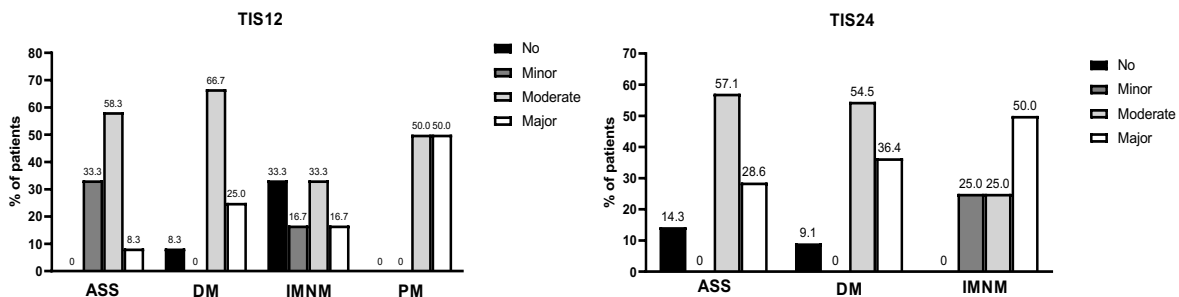 TIS12
% of patients
80
70
60
50
40
30
20
10
0
0
33.3
58.3
8.3
8.3
0
66.7
25.0
33.3
16.7
33.3
16.7
0
0
50.0
50.0
ASS
DM
IMNM
PM
No
Minor
Moderate
Major
TIS24
% of patients
70
60
50
40
30
20
10
0
14.3
0
57.1
28.6
9.1
0
54.5
36.4
0
25.0
25.0
50.0
ASS
DM
IMNM
No
Minor
Moderate
Major